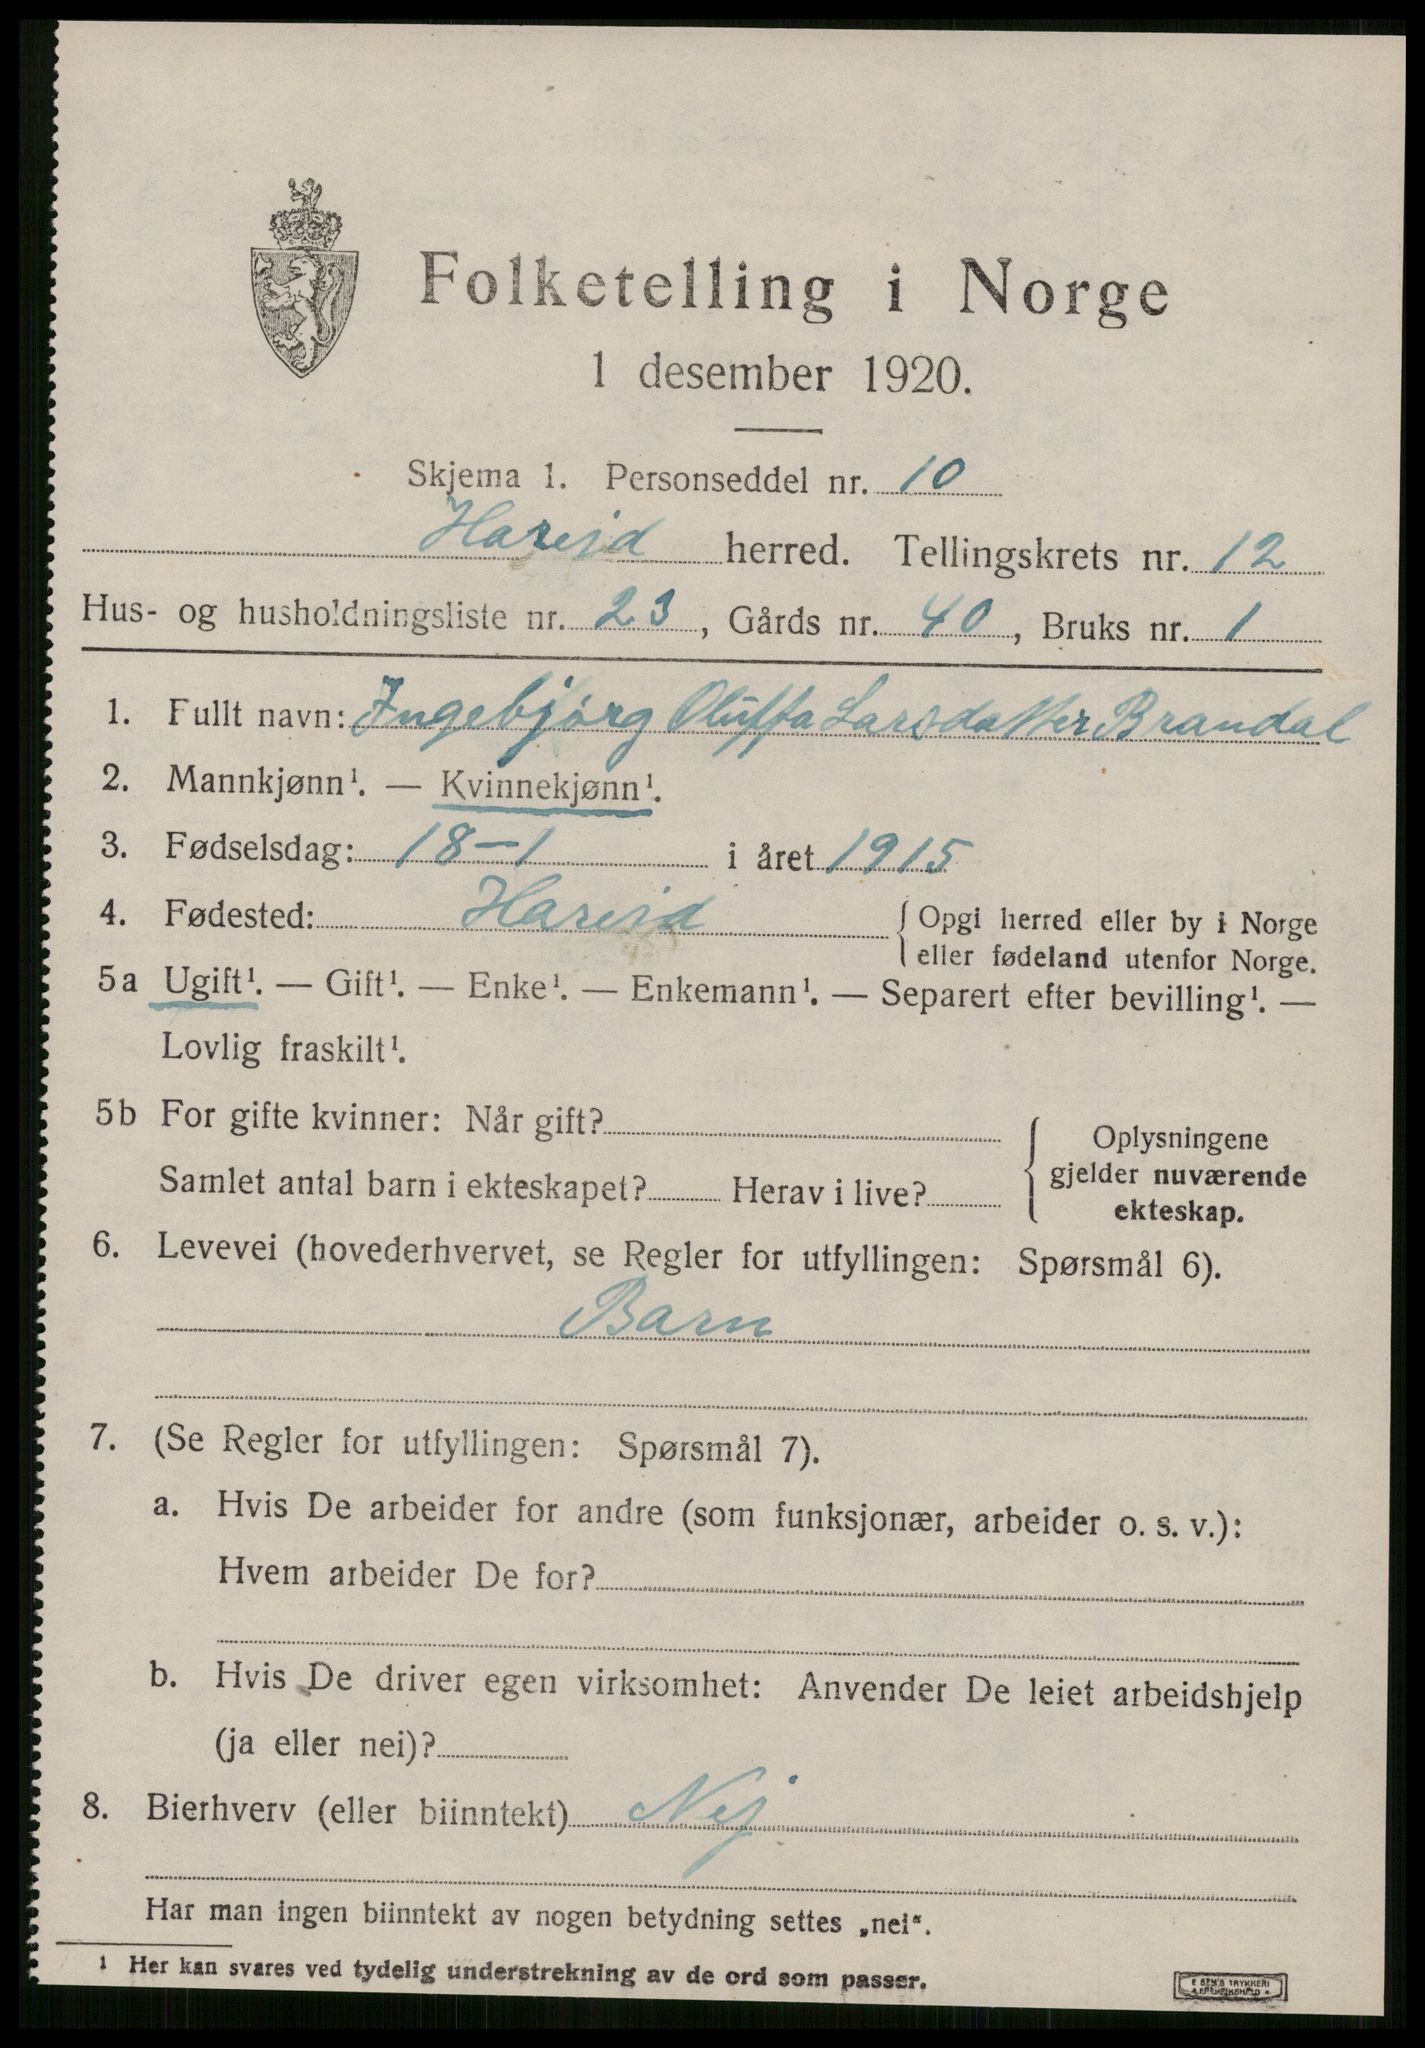 Folketelling i Norge
1 desember 1920.
Skjema 1. Personseddel nr. 10
Hareid herred. Tellingskrets nr. 12
Hus- og husholdningsliste nr. 23, Gårds nr. 40, Bruks nr. 1
1. Fullt navn: Ingebjørg Oluffa Larsdatter Brandal
2. Mannkjønn¹. — Kvinnekjønn¹.
3. Fødselsdag: 18-1 i året 1915
4. Fødested: Hareid { Opgi herred eller by i Norge
eller fødeland utenfor Norge.
5a Ugift¹. — Gift¹. — Enke¹. — Enkemann¹. — Separert efter bevilling¹. —
Lovlig fraskilt¹.
5b For gifte kvinner: Når gift?
Samlet antal barn i ekteskapet? Herav i live?
{ Oplysningene
gjelder nuværende
ekteskap.
6. Levevei (hovederhvervet, se Regler for utfyllingen: Spørsmål 6).
Barn
7. (Se Regler for utfyllingen: Spørsmål 7).
a. Hvis De arbeider for andre (som funksjonær, arbeider o. s. v.):
Hvem arbeider De for?
b. Hvis De driver egen virksomhet: Anvender De leiet arbeidshjelp
(ja eller nei)?
8. Bierhverv (eller biinntekt) Nej
Har man ingen biinntekt av nogen betydning settes „nei“.
1 Her kan svares ved tydelig understrekning av de ord som passer.